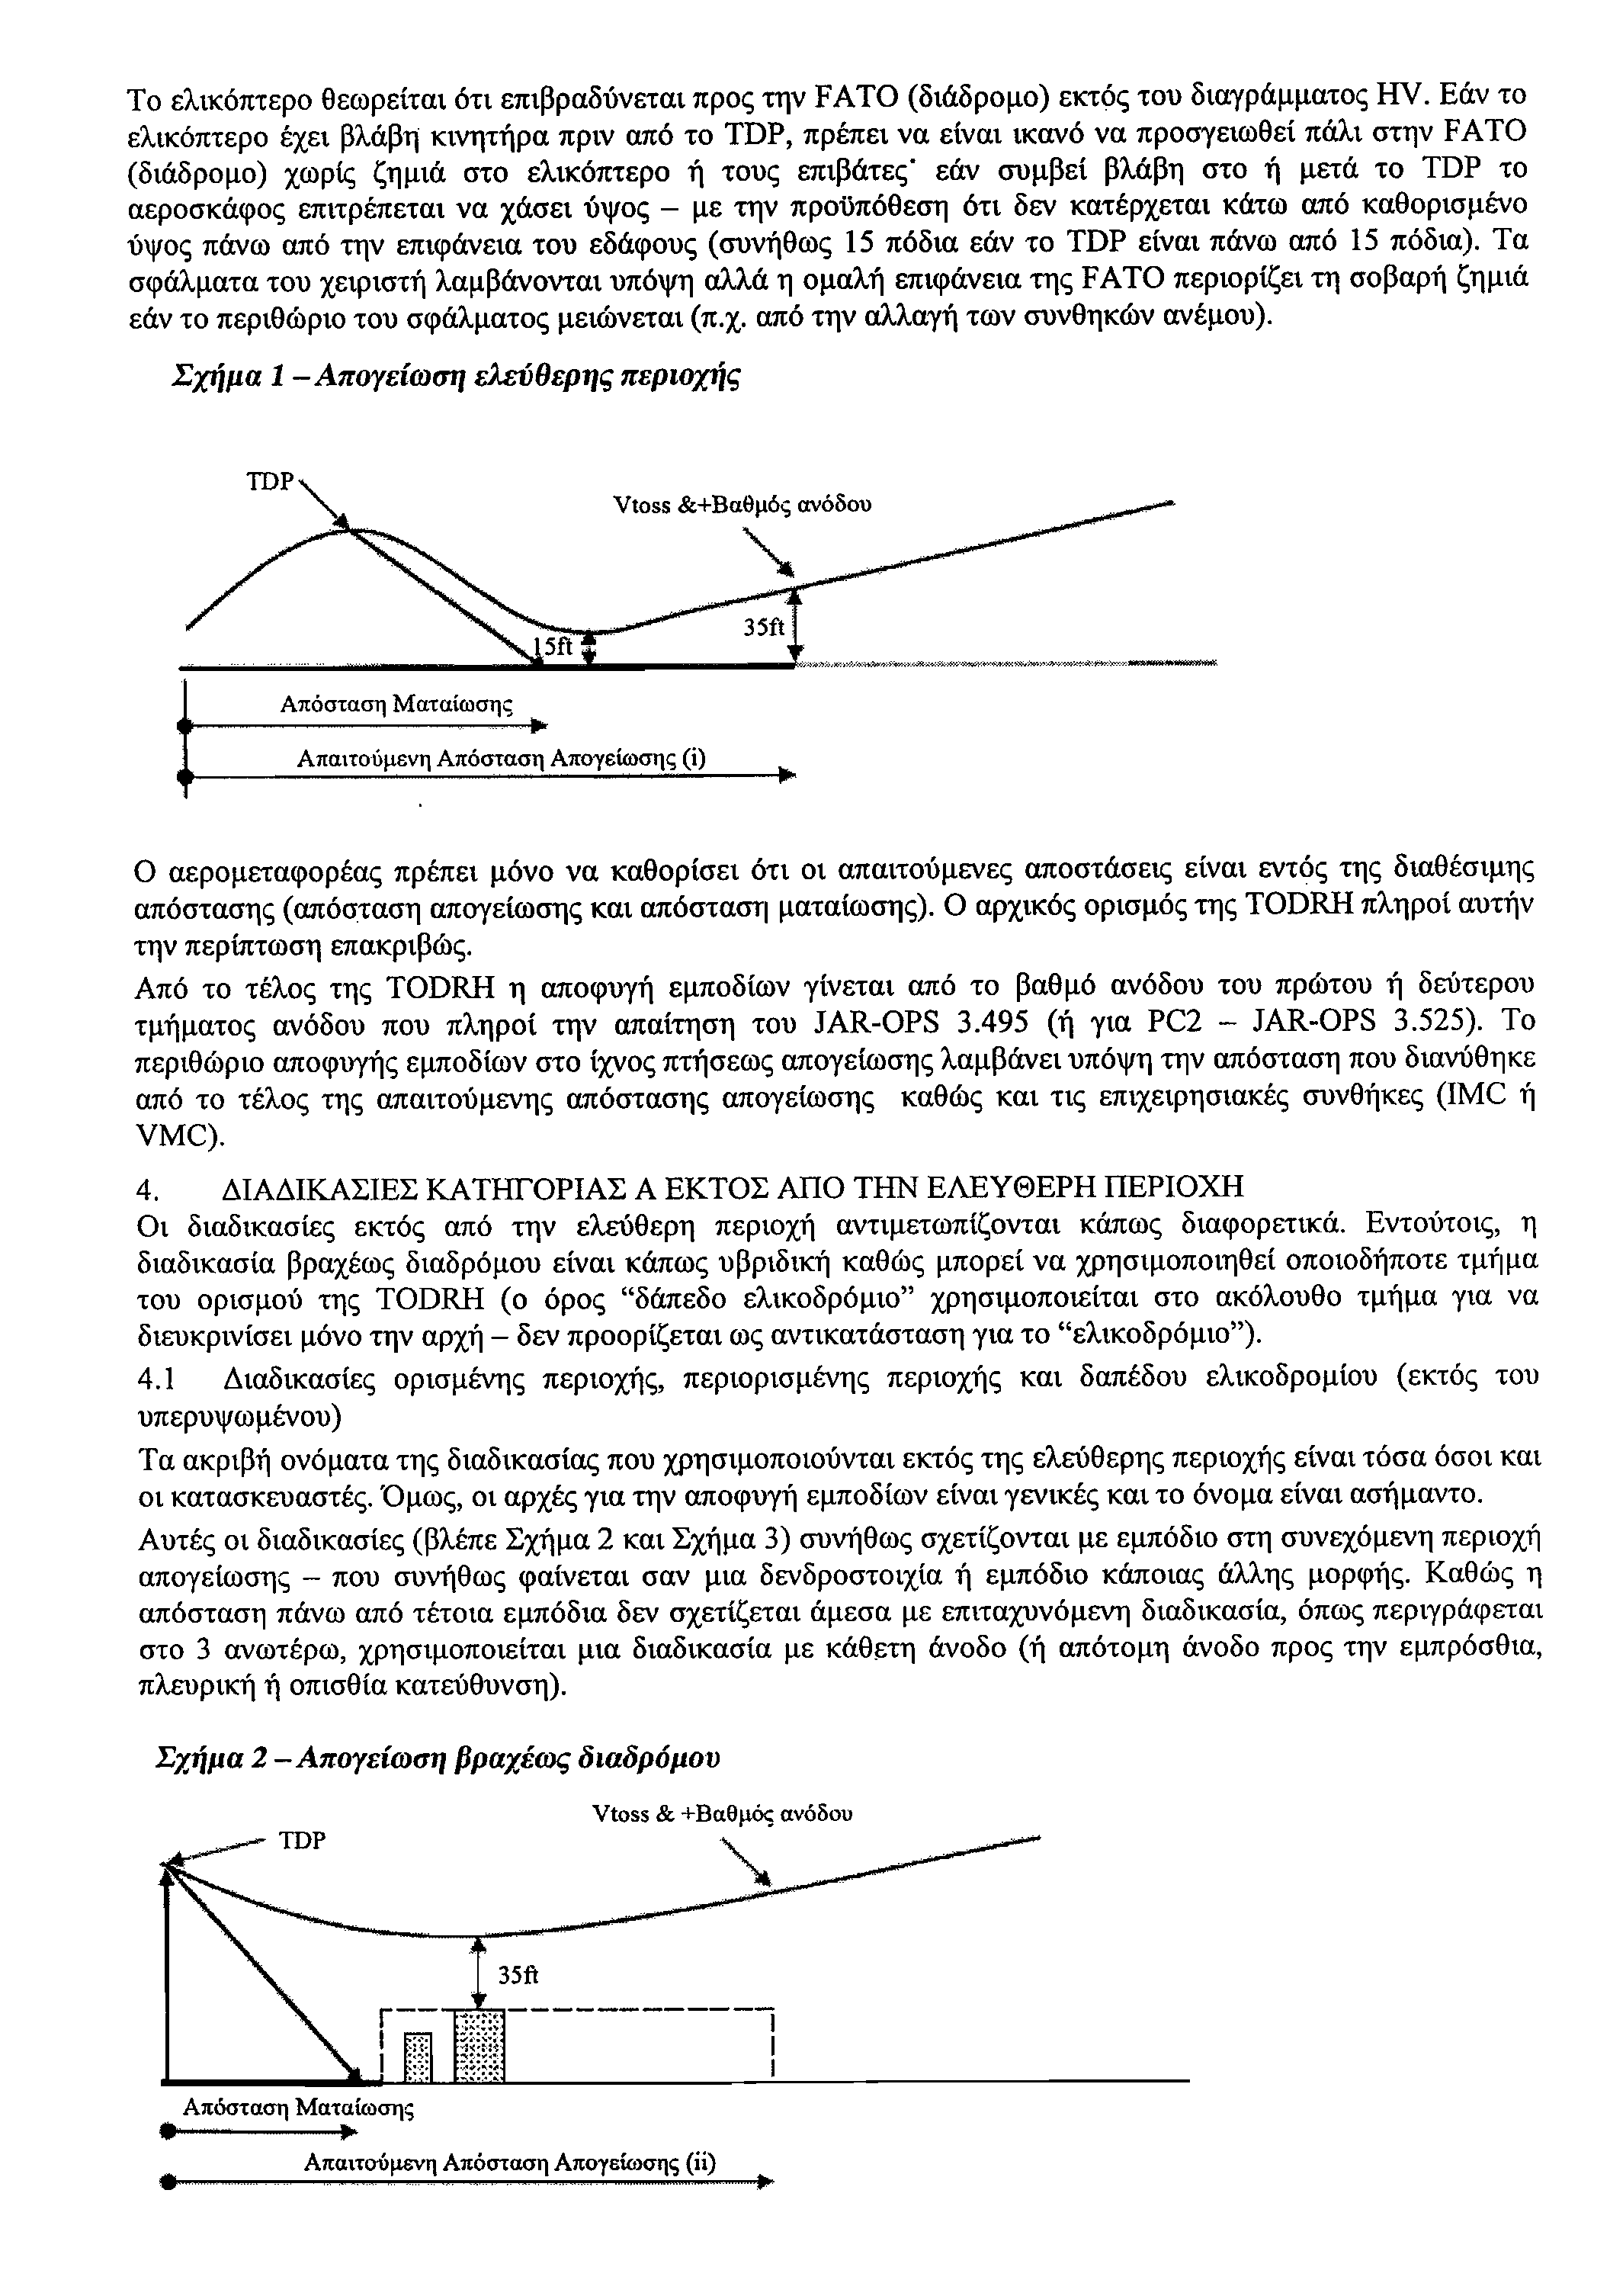 Το ελικόπτερο θεωρείται ότι επιβραδύνεται προς την FATO (διάδρομο) εκτός του διαγράμματος HV. Εάν το
ελικόπτερο έχει βλάβη κινητήρα πριν από το TDP, πρέπει να είναι ικανό να προσγειωθεί πάλι στην FATO
(διάδρομο) χωρίς ζημιά στο ελικόπτερο ή τους επιβάτες· εάν συμβεί βλάβη στο ή μετά το TDP το
αεροσκάφος επιτρέπεται να χάσει ύψος – με την προϋπόθεση ότι δεν κατέρχεται κάτω από καθορισμένο
ύψος πάνω από την επιφάνεια του εδάφους (συνήθως 15 πόδια εάν το TDP είναι πάνω από 15 πόδια). Τα
σφάλματα του χειριστή λαμβάνονται υπόψη αλλά η ομαλή επιφάνεια της FATO περιορίζει τη σοβαρή ζημιά
εάν το περιθώριο του σφάλματος μειώνεται (π.χ. από την αλλαγή των συνθηκών ανέμου).
Σχήμα 1 – Απογείωση ελεύθερης περιοχής
TDP
Vtoss &+Βαθμός ανόδου
35ft
15ft
Απόσταση Ματαίωσης
Απαιτούμενη Απόσταση Απογείωσης (i)
Ο αερομεταφορέας πρέπει μόνο να καθορίσει ότι οι απαιτούμενες αποστάσεις είναι εντός της διαθέσιμης
απόστασης (απόσταση απογείωσης και απόσταση ματαίωσης). Ο αρχικός ορισμός της TODRH πληροί αυτήν
την περίπτωση επακριβώς.
Από το τέλος της TODRH η αποφυγή εμποδίων γίνεται από το βαθμό ανόδου του πρώτου ή δεύτερου
τμήματος ανόδου που πληροί την απαίτηση του JAR-OPS 3.495 (ή για PC2 – JAR-OPS 3.525). Το
περιθώριο αποφυγής εμποδίων στο ίχνος πτήσεως απογείωσης λαμβάνει υπόψη την απόσταση που διανύθηκε
από το τέλος της απαιτούμενης απόστασης απογείωσης καθώς και τις επιχειρησιακές συνθήκες (IMC ή
VMC).
4. ΔΙΑΔΙΚΑΣΙΕΣ ΚΑΤΗΓΟΡΙΑΣ Α ΕΚΤΟΣ ΑΠΟ ΤΗΝ ΕΛΕΥΘΕΡΗ ΠΕΡΙΟΧΗ
Οι διαδικασίες εκτός από την ελεύθερη περιοχή αντιμετωπίζονται κάπως διαφορετικά. Εντούτοις, η
διαδικασία βραχέως διαδρόμου είναι κάπως υβριδική καθώς μπορεί να χρησιμοποιηθεί οποιοδήποτε τμήμα
του ορισμού της TODRH (ο όρος “δάπεδο ελικοδρόμιο” χρησιμοποιείται στο ακόλουθο τμήμα για να
διευκρινίσει μόνο την αρχή – δεν προορίζεται ως αντικατάσταση για το “ελικοδρόμιο”).
4.1 Διαδικασίες ορισμένης περιοχής, περιορισμένης περιοχής και δαπέδου ελικοδρομίου (εκτός του
υπερυψωμένου)
Τα ακριβή ονόματα της διαδικασίας που χρησιμοποιούνται εκτός της ελεύθερης περιοχής είναι τόσα όσοι και
οι κατασκευαστές. Όμως, οι αρχές για την αποφυγή εμποδίων είναι γενικές και το όνομα είναι ασήμαντο.
Αυτές οι διαδικασίες (βλέπε Σχήμα 2 και Σχήμα 3) συνήθως σχετίζονται με εμπόδιο στη συνεχόμενη περιοχή
απογείωσης – που συνήθως φαίνεται σαν μια δενδροστοιχία ή εμπόδιο κάποιας άλλης μορφής. Καθώς η
απόσταση πάνω από τέτοια εμπόδια δεν σχετίζεται άμεσα με επιταχυνόμενη διαδικασία, όπως περιγράφεται
στο 3 ανωτέρω, χρησιμοποιείται μια διαδικασία με κάθετη άνοδο (ή απότομη άνοδο προς την εμπρόσθια,
πλευρική ή οπισθία κατεύθυνση).
Σχήμα 2 – Απογείωση βραχέως διαδρόμου
Vtoss & +Βαθμός ανόδου
TDP
35ft
Απόσταση Ματαίωσης
Απαιτούμενη Απόσταση Απογείωσης (ii)